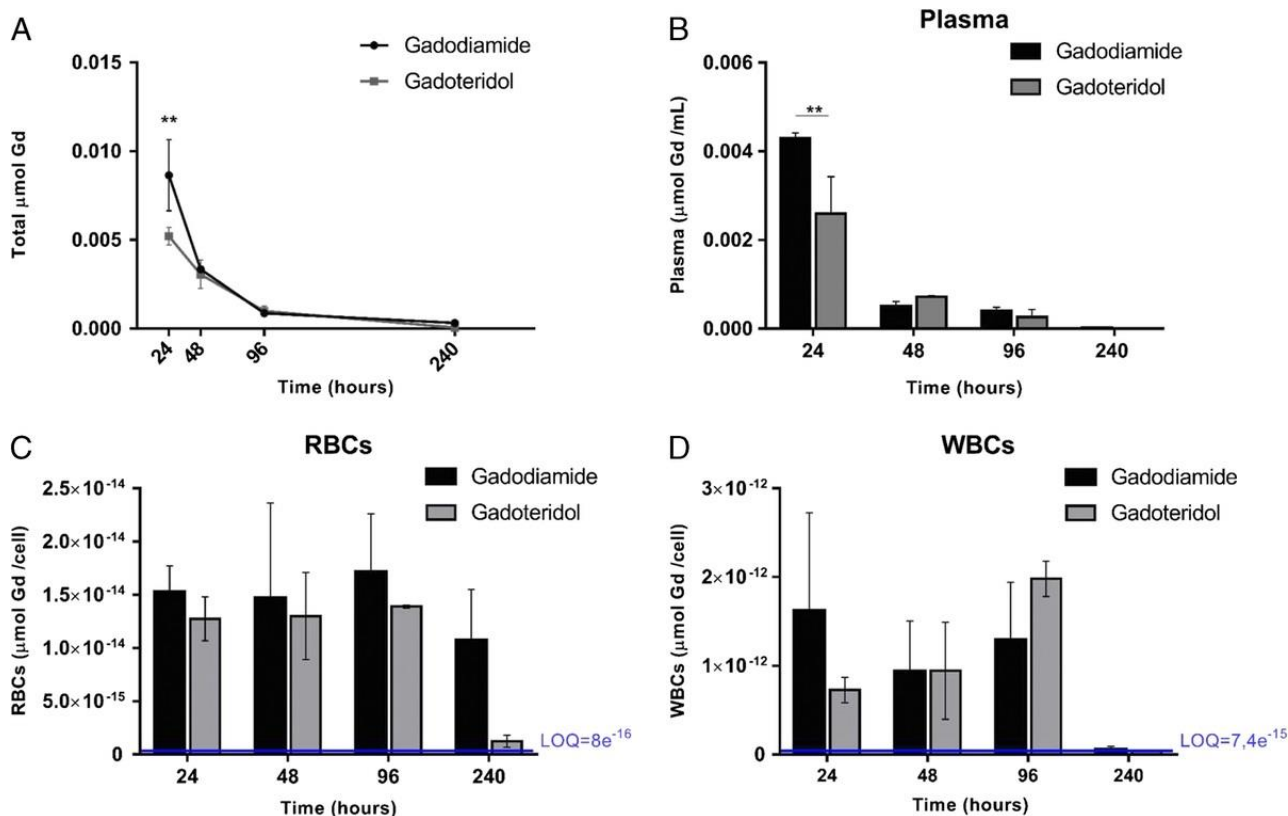 A
Gadodiamide
Gadoteridol
0.015
0.010
0.005
0.000
**
Total μmol Gd
24
48
96
240
Time (hours)
B
Plasma
Gadodiamide
Gadoteridol
0.006
0.004
0.002
0.000
**
Plasma (μmol Gd /mL)
24
48
96
240
Time (hours)
C
RBCs
Gadodiamide
Gadoteridol
2.5×10⁻¹⁴
2.0×10⁻¹⁴
1.5×10⁻¹⁴
1.0×10⁻¹⁴
5.0×10⁻¹⁵
0
RBCs (μmol Gd /cell)
LOQ=8e⁻¹⁶
24
48
96
240
Time (hours)
D
WBCs
Gadodiamide
Gadoteridol
3×10⁻¹²
2×10⁻¹²
1×10⁻¹²
0
WBCs (μmol Gd /cell)
LOQ=7,4e⁻¹⁵
24
48
96
240
Time (hours)